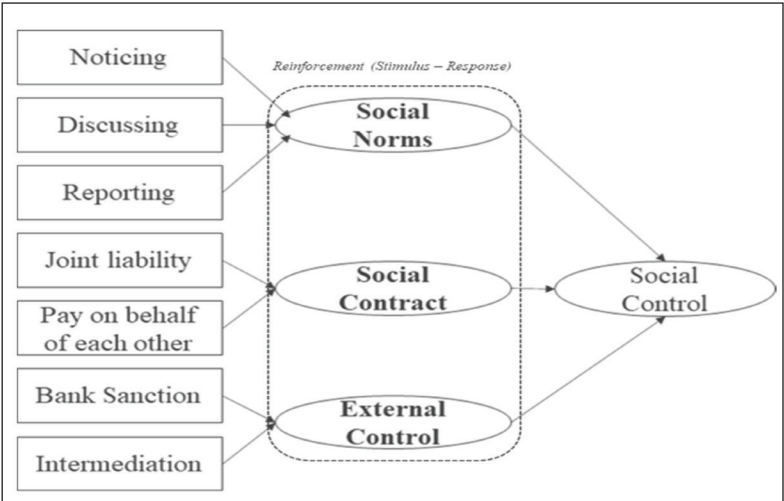 Noticing
Discussing
Reporting
Joint liability
Pay on behalf
of each other
Bank Sanction
Intermediation
Reinforcement (Stimulus – Response)
Social
Norms
Social
Contract
External
Control
Social
Control